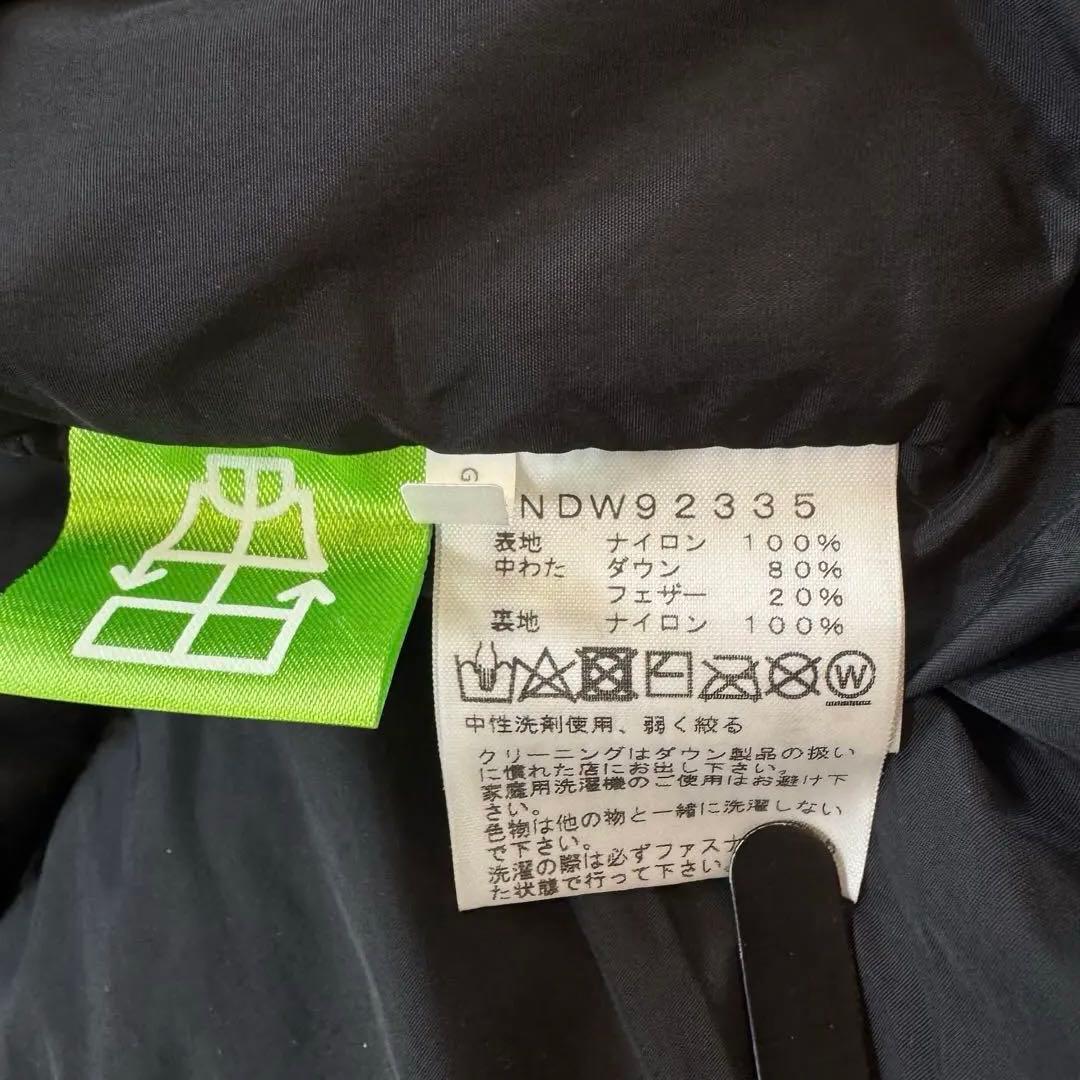 G
NDW92335
表地 ナイロン 100%
中わた ダウン 80%
フェザー 20%
裏地 ナイロン 100%
W
中性洗剤使用、弱く絞る
クリーニングはダウン製品の扱い
に慣れた店にお出し下さい。
家庭用洗濯機のご使用はお避け下
さい。
色物は他の物と一緒に洗濯しない
で下さい。
洗濯の際は必ずファスナ
た状態で行って下さい。